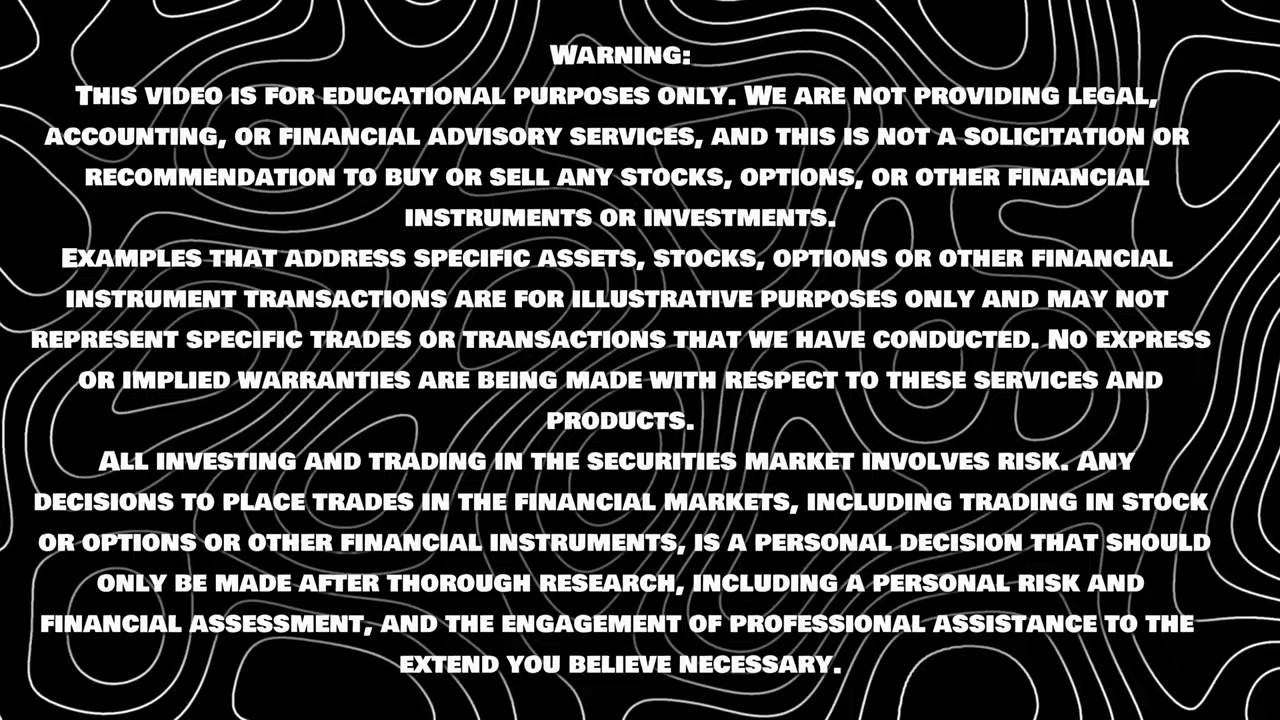 Warning:
This video is for educational purposes only. We are not providing legal,
accounting, or financial advisory services, and this is not a solicitation or
recommendation to buy or sell any stocks, options, or other financial
instruments or investments.
Examples that address specific assets, stocks, options or other financial
instrument transactions are for illustrative purposes only and may not
represent specific trades or transactions that we have conducted. No express
or implied warranties are being made with respect to these services and
products.
All investing and trading in the securities market involves risk. Any
decisions to place trades in the financial markets, including trading in stock
or options or other financial instruments, is a personal decision that should
only be made after thorough research, including a personal risk and
financial assessment, and the engagement of professional assistance to the
extend you believe necessary.